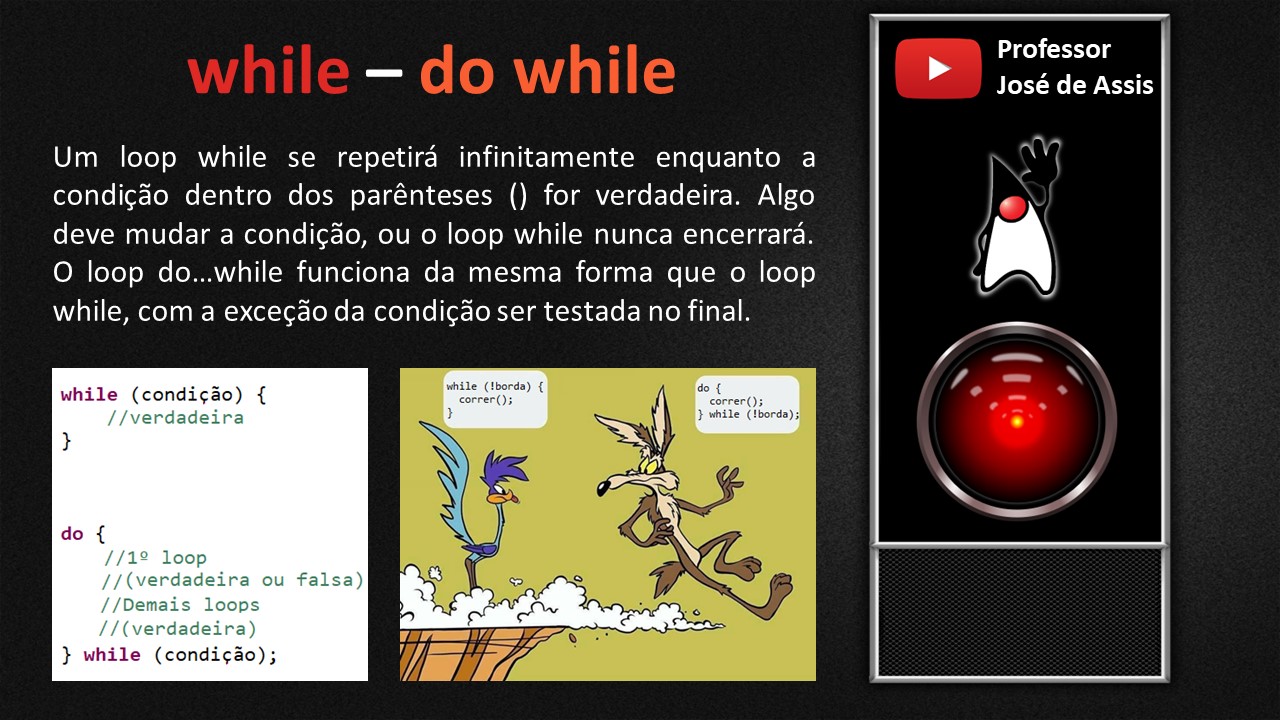 while – do while
Um loop while se repetirá infinitamente enquanto a
condição dentro dos parênteses () for verdadeira. Algo
deve mudar a condição, ou o loop while nunca encerrará.
O loop do...while funciona da mesma forma que o loop
while, com a exceção da condição ser testada no final.
while (condição) {
//verdadeira
}
do {
//1º loop
//(verdadeira ou falsa)
//Demais loops
//(verdadeira)
} while (condição);
while (!borda) {
correr();
}
do {
correr();
} while (!borda);
Professor
José de Assis